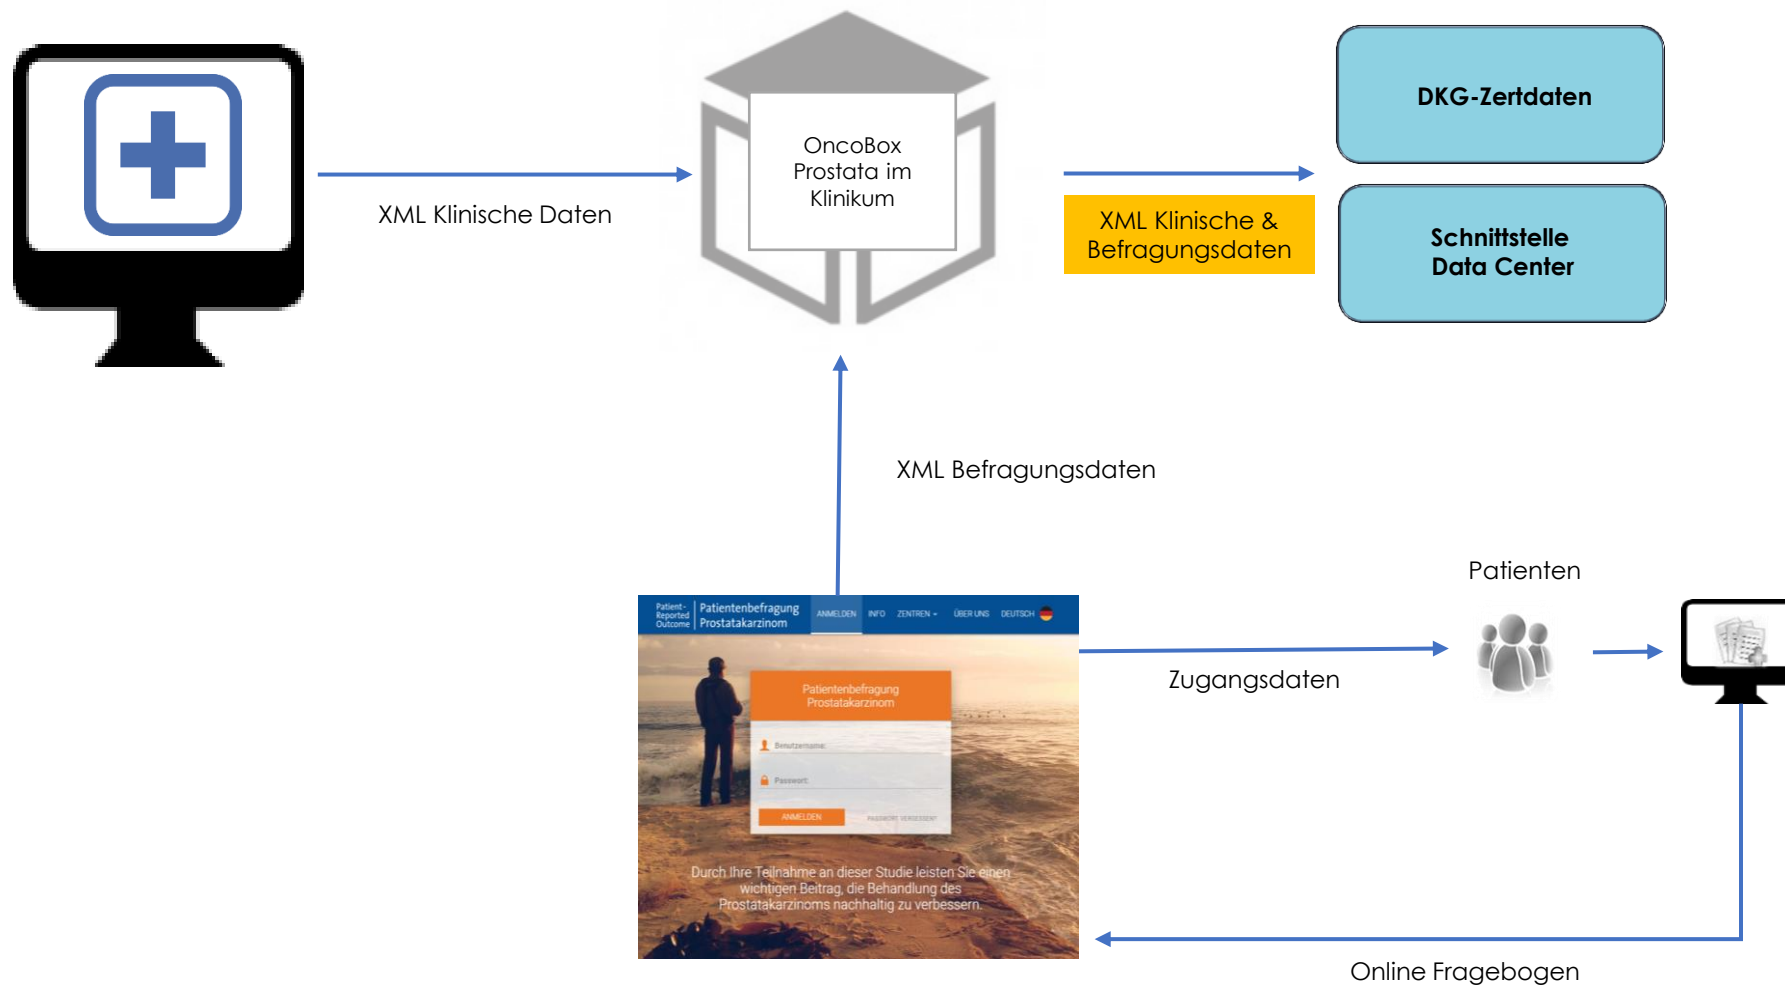 OncoBox
Prostata im
Klinikum
DKG-Zertdaten
XML Klinische Daten
XML Klinische &
Befragungsdaten
Schnittstelle
Data Center
XML Befragungsdaten
Patienten
Patient-
Reported
Outcome
Patientenbefragung
Prostatakarzinom
ANMELDEN INFO ZENTREN ÜBER UNS DEUTSCH
Zugangsdaten
Patientenbefragung
Prostatakarzinom
Benutzername:
Passwort:
ANMELDEN PASSWORT VERGESSEN?
Durch Ihre Teilnahme an dieser Studie leisten Sie einen
wichtigen Beitrag, die Behandlung des
Prostatakarzinoms nachhaltig zu verbessern.
Online Fragebogen